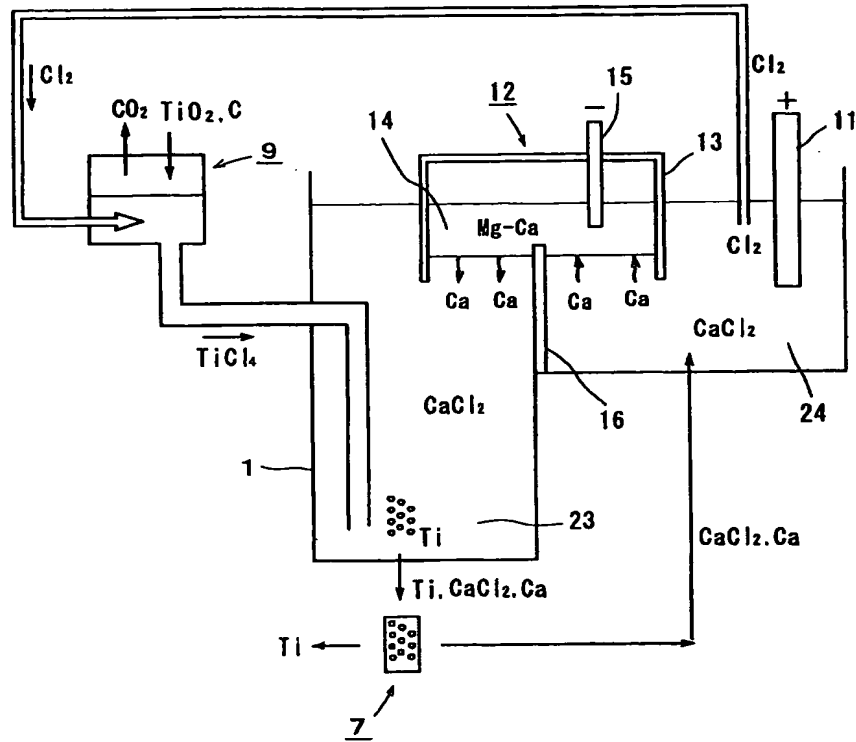 Cl₂
Cl₂
CO₂ TiO₂.C
9
12
−
15
+
11
14
13
Mg-Ca
Cl₂
Ca Ca Ca Ca
CaCl₂
TiCl₄
CaCl₂
16
24
1
Ti
23
CaCl₂.Ca
Ti.CaCl₂.Ca
Ti
7